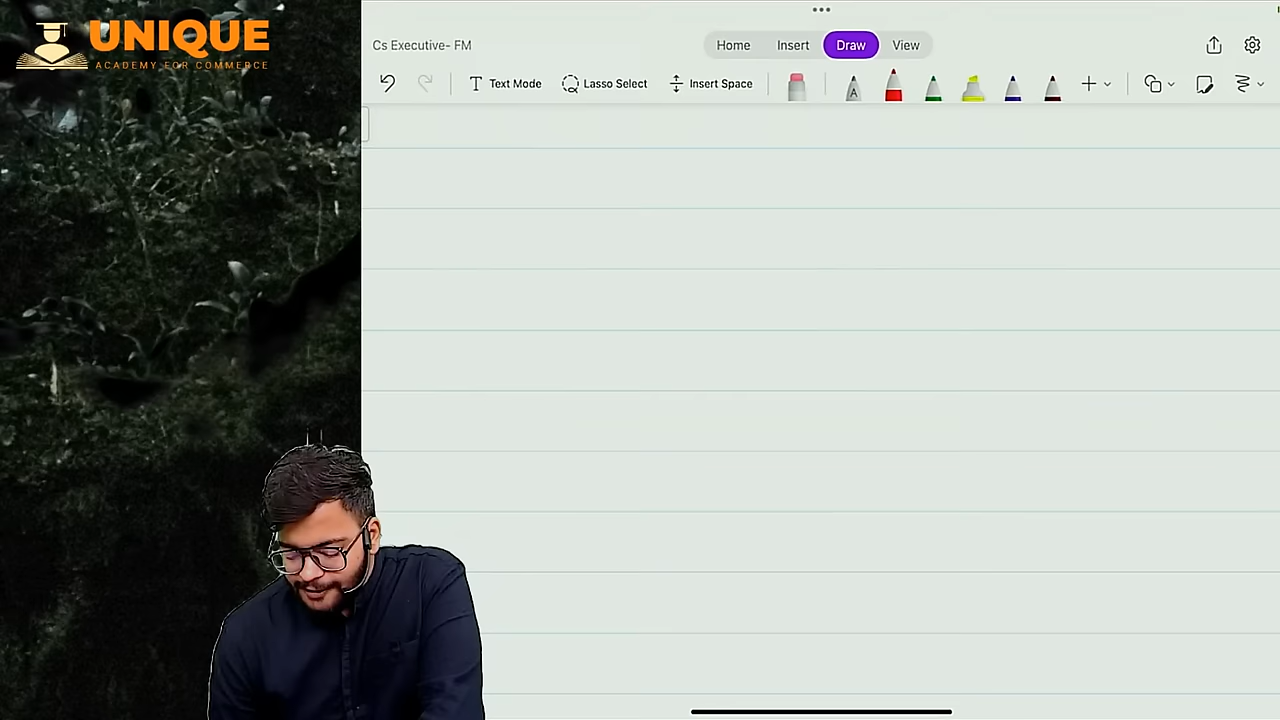 UNIQUE
ACADEMY FOR COMMERCE
Cs Executive- FM
Home Insert Draw View
Text Mode Lasso Select Insert Space
A